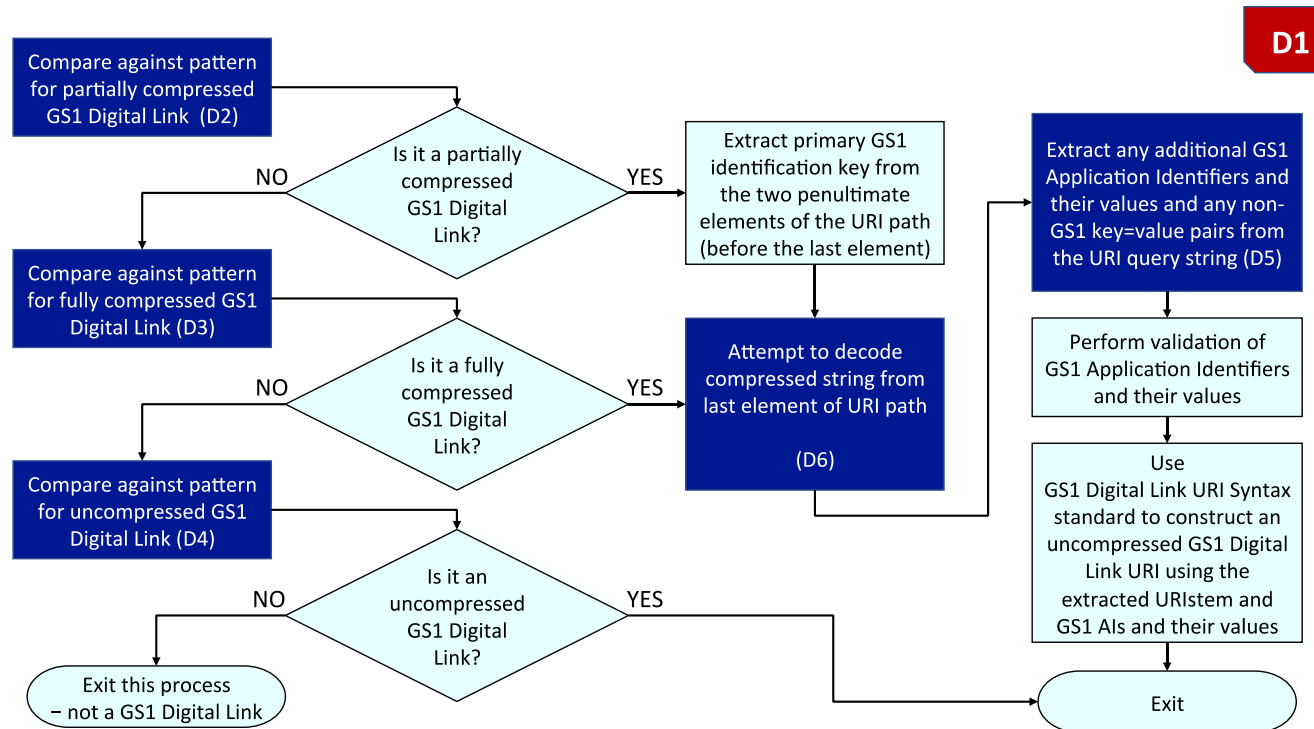 D1
Compare against pattern
for partially compressed
GS1 Digital Link  (D2)
Is it a partially
compressed
GS1 Digital
Link?
NO
YES
Extract primary GS1
identification key from
the two penultimate
elements of the URI path
(before the last element)
Extract any additional GS1
Application Identifiers and
their values and any non-
GS1 key=value pairs from
the URI query string (D5)
Compare against pattern
for fully compressed GS1
Digital Link (D3)
Is it a fully
compressed
GS1 Digital
Link?
NO
YES
Attempt to decode
compressed string from
last element of URI path
(D6)
Perform validation of
GS1 Application Identifiers
and their values
Compare against pattern
for uncompressed GS1
Digital Link (D4)
Is it an
uncompressed
GS1 Digital
Link?
NO
YES
Use
GS1 Digital Link URI Syntax
standard to construct an
uncompressed GS1 Digital
Link URI using the
extracted URIstem and
GS1 AIs and their values
Exit this process
– not a GS1 Digital Link
Exit